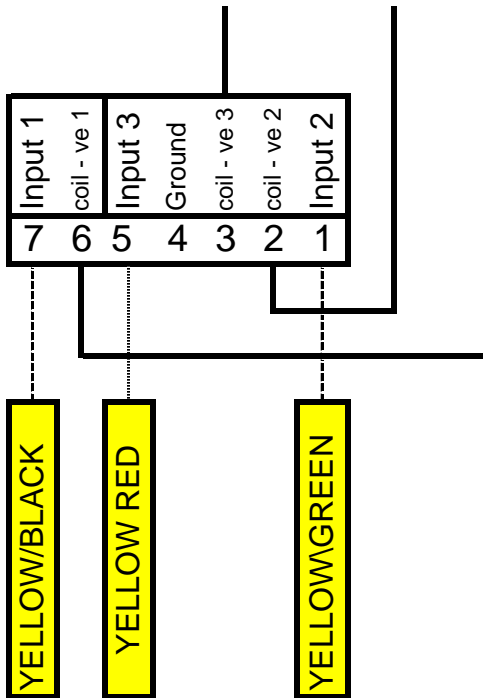 Input 1
coil - ve 1
Input 3
Ground
coil - ve 3
coil - ve 2
Input 2
7 6 5 4 3 2 1
YELLOW/BLACK
YELLOW RED
YELLOW\GREEN